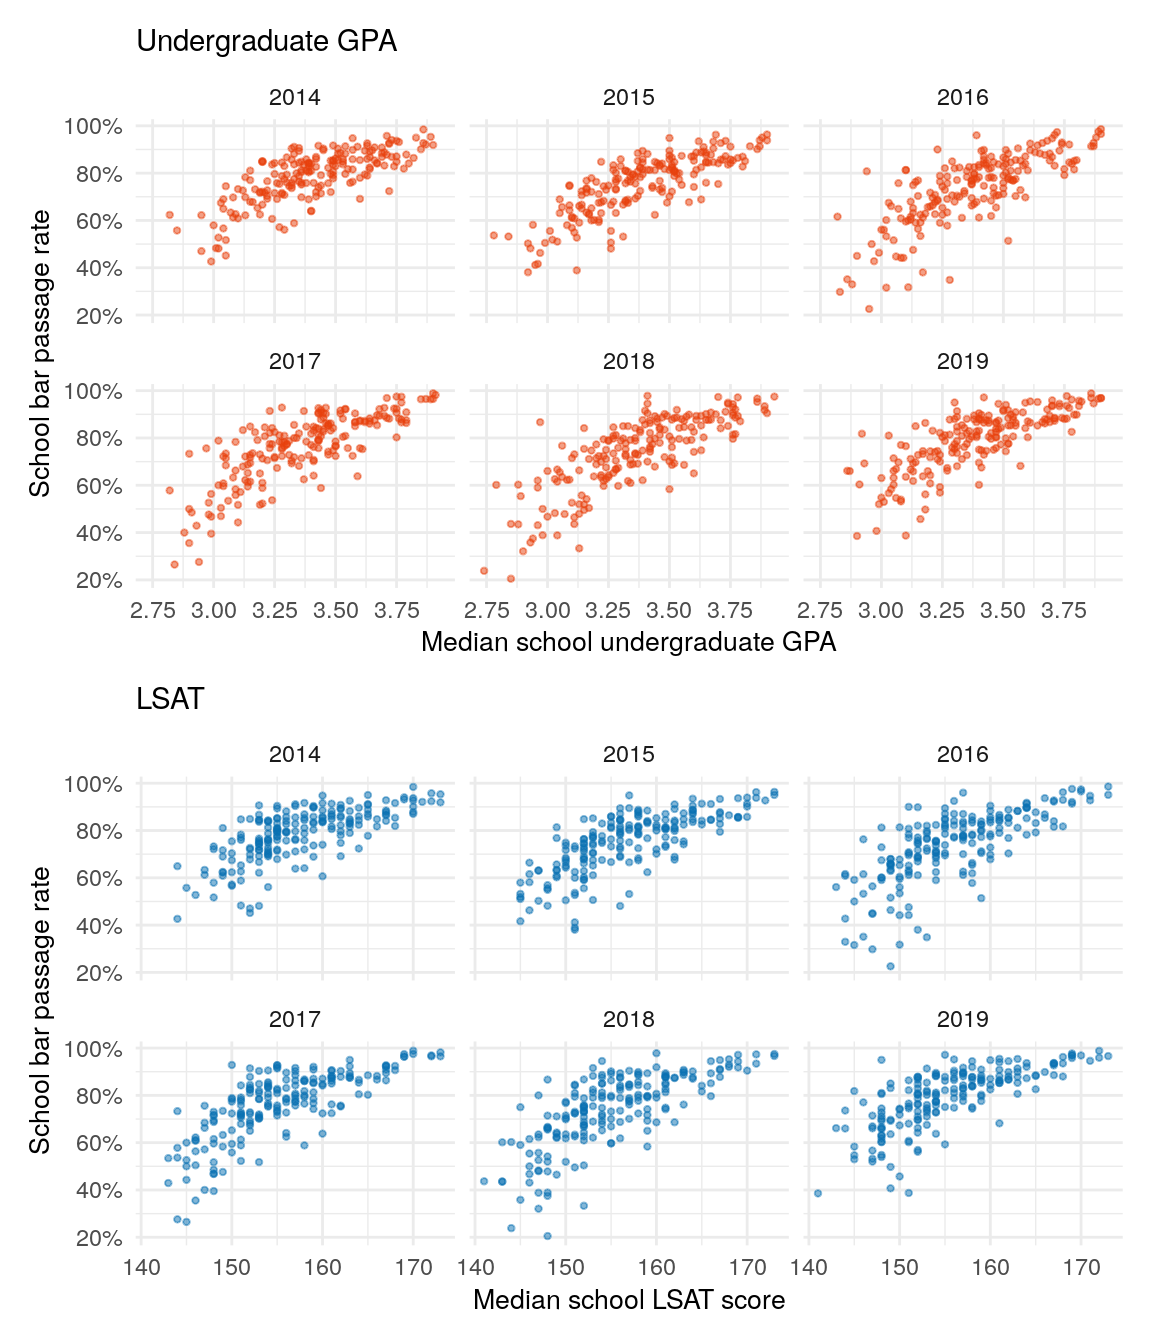 Undergraduate GPA
2014 2015 2016
100%
80%
60%
40%
20%
School bar passage rate
2017 2018 2019
100%
80%
60%
40%
20%
2.75 3.00 3.25 3.50 3.75 2.75 3.00 3.25 3.50 3.75 2.75 3.00 3.25 3.50 3.75
Median school undergraduate GPA
LSAT
2014 2015 2016
100%
80%
60%
40%
20%
School bar passage rate
2017 2018 2019
100%
80%
60%
40%
20%
140 150 160 170 140 150 160 170 140 150 160 170
Median school LSAT score